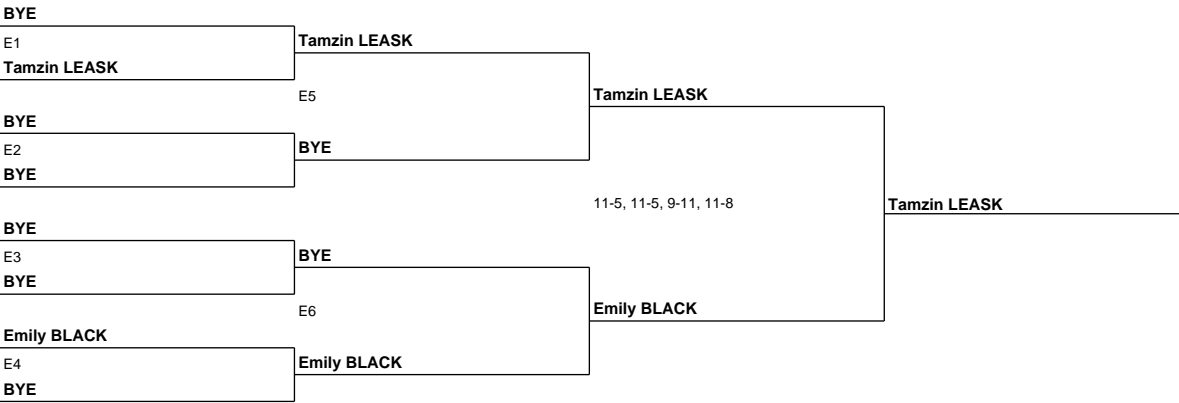 BYE
E1
Tamzin LEASK
Tamzin LEASK
E5
Tamzin LEASK
BYE
E2
BYE
BYE
11-5, 11-5, 9-11, 11-8
Tamzin LEASK
BYE
E3
BYE
BYE
E6
Emily BLACK
Emily BLACK
E4
Emily BLACK
BYE